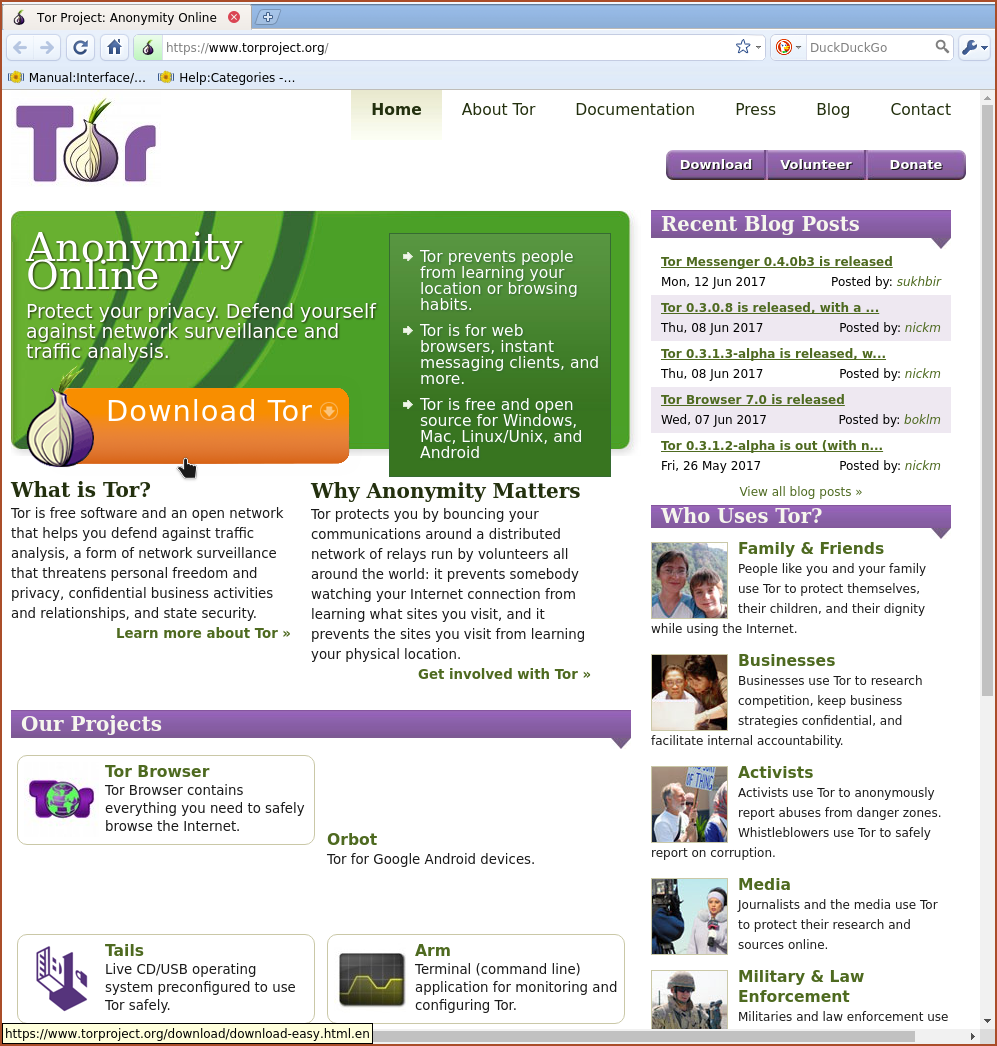 Tor Project: Anonymity Online
https://www.torproject.org/
DuckDuckGo
Manual:Interface/...
Help:Categories -...
Tor
Home
About Tor
Documentation
Press
Blog
Contact
Download
Volunteer
Donate
Anonymity
Online
Protect your privacy. Defend yourself
against network surveillance and
traffic analysis.
Download Tor
Tor prevents people
from learning your
location or browsing
habits.
Tor is for web
browsers, instant
messaging clients, and
more.
Tor is free and open
source for Windows,
Mac, Linux/Unix, and
Android
What is Tor?
Tor is free software and an open network
that helps you defend against traffic
analysis, a form of network surveillance
that threatens personal freedom and
privacy, confidential business activities
and relationships, and state security.
Learn more about Tor »
Why Anonymity Matters
Tor protects you by bouncing your
communications around a distributed
network of relays run by volunteers all
around the world: it prevents somebody
watching your Internet connection from
learning what sites you visit, and it
prevents the sites you visit from learning
your physical location.
Get involved with Tor »
Our Projects
Tor
Tor Browser
Tor Browser contains
everything you need to safely
browse the Internet.
Orbot
Tor for Google Android devices.
Tails
Live CD/USB operating
system preconfigured to use
Tor safely.
Arm
Terminal (command line)
application for monitoring and
configuring Tor.
Recent Blog Posts
Tor Messenger 0.4.0b3 is released
Mon, 12 Jun 2017 Posted by: sukhbir
Tor 0.3.0.8 is released, with a ...
Thu, 08 Jun 2017 Posted by: nickm
Tor 0.3.1.3-alpha is released, w...
Thu, 08 Jun 2017 Posted by: nickm
Tor Browser 7.0 is released
Wed, 07 Jun 2017 Posted by: boklm
Tor 0.3.1.2-alpha is out (with n...
Fri, 26 May 2017 Posted by: nickm
View all blog posts »
Who Uses Tor?
Family & Friends
People like you and your family
use Tor to protect themselves,
their children, and their dignity
while using the Internet.
Businesses
Businesses use Tor to research
competition, keep business
strategies confidential, and
facilitate internal accountability.
OF THING
Activists
Activists use Tor to anonymously
report abuses from danger zones.
Whistleblowers use Tor to safely
report on corruption.
Media
Journalists and the media use Tor
to protect their research and
sources online.
Military & Law
Enforcement
Militaries and law enforcement use
https://www.torproject.org/download/download-easy.html.en